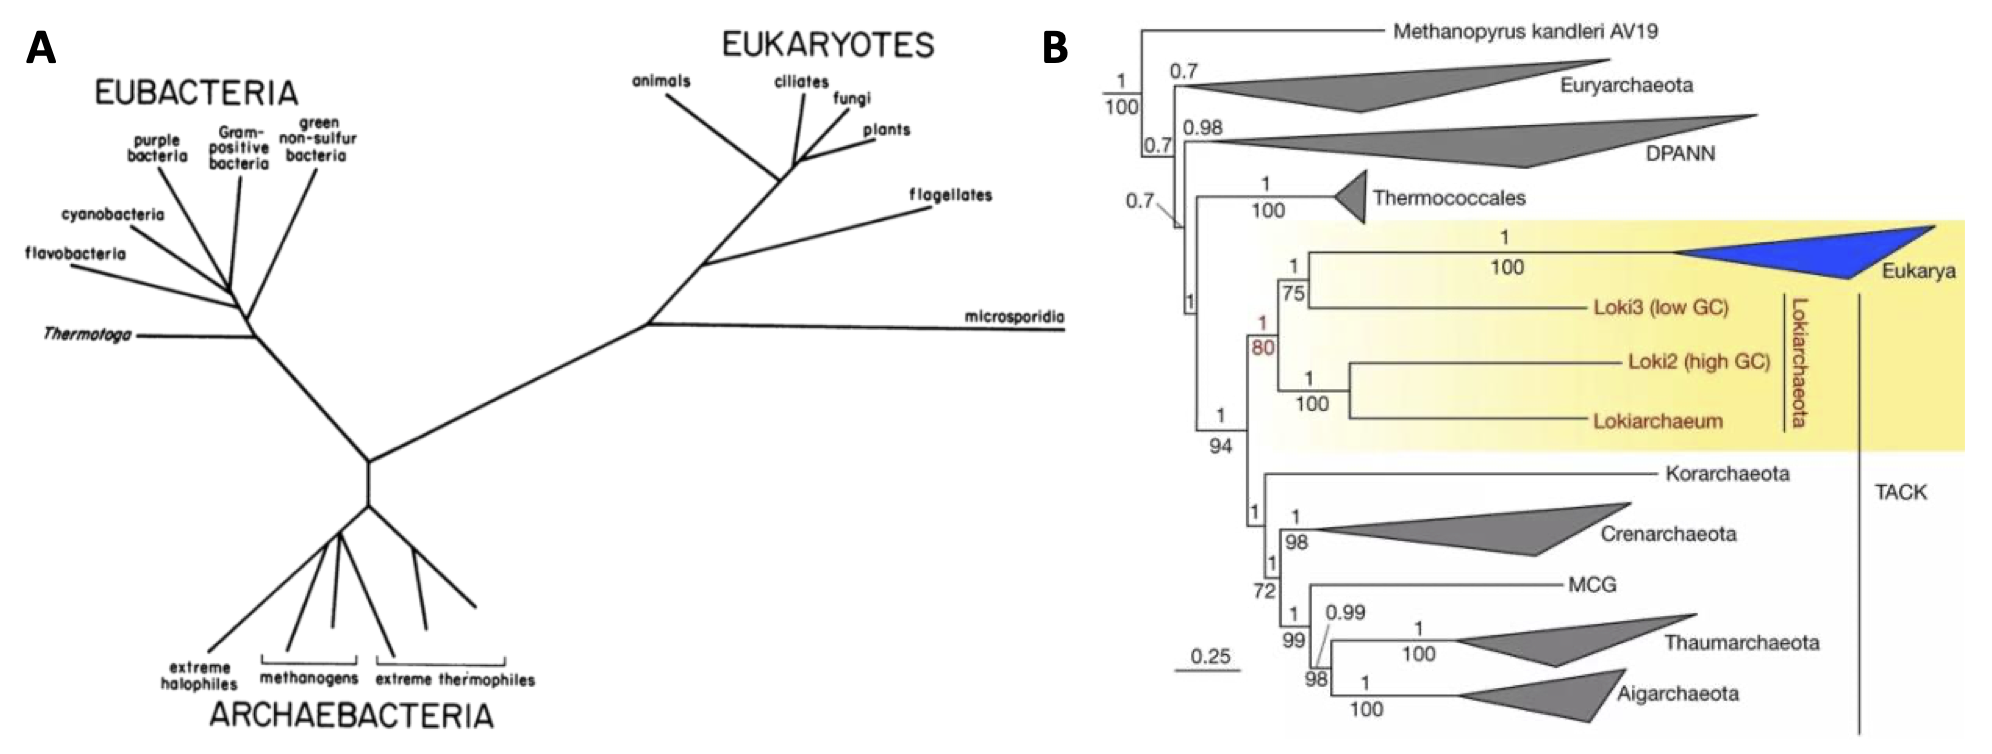 A
EUBACTERIA
purple
bacteria
Gram-
positive
bacteria
green
non-sulfur
bacteria
cyanobacteria
flavobacteria
Thermotoga
EUKARYOTES
animals
ciliates
fungi
plants
flagellates
microsporidia
extreme
halophiles
methanogens
extreme thermophiles
ARCHAEBACTERIA
B
Methanopyrus kandleri AV19
1
100
0.7
Euryarchaeota
0.7
0.98
DPANN
0.7
1
100
Thermococcales
1
1
100
Eukarya
1
75
Loki3 (low GC)
1
80
Loki2 (high GC)
1
100
Lokiarchaeum
Lokiarchaeota
1
94
Korarchaeota
TACK
1
1
98
Crenarchaeota
1
72
MCG
1
99
0.99
98
1
100
Thaumarchaeota
1
100
Aigarchaeota
0.25